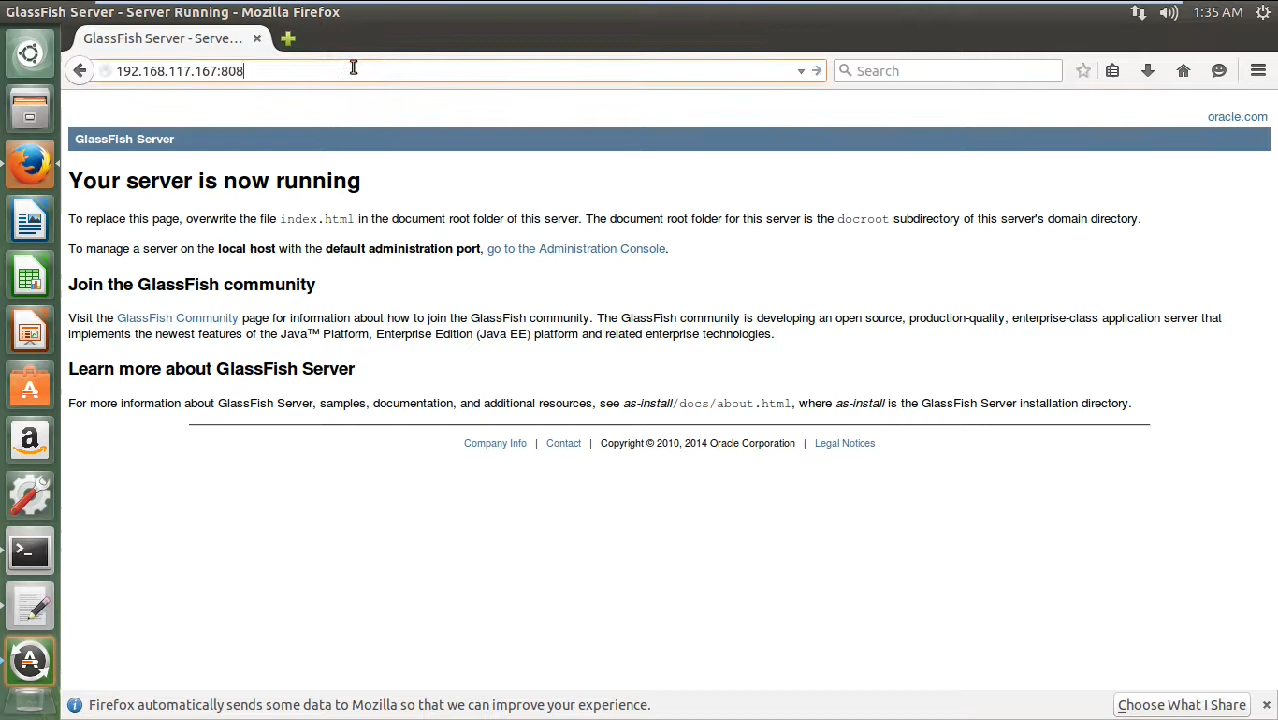 GlassFish Server - Server Running - Mozilla Firefox
1:35 AM
GlassFish Server - Serve...
192.168.117.167:808
Search
oracle.com
GlassFish Server
Your server is now running
To replace this page, overwrite the file index.html in the document root folder of this server. The document root folder for this server is the docroot subdirectory of this server's domain directory.
To manage a server on the local host with the default administration port, go to the Administration Console.
Join the GlassFish community
Visit the GlassFish Community page for information about how to join the GlassFish community. The GlassFish community is developing an open source, production-quality, enterprise-class application server that
implements the newest features of the Java™ Platform, Enterprise Edition (Java EE) platform and related enterprise technologies.
Learn more about GlassFish Server
For more information about GlassFish Server, samples, documentation, and additional resources, see as-install/docs/about.html, where as-install is the GlassFish Server installation directory.
Company Info | Contact | Copyright © 2010, 2014 Oracle Corporation | Legal Notices
Firefox automatically sends some data to Mozilla so that we can improve your experience.
Choose What I Share